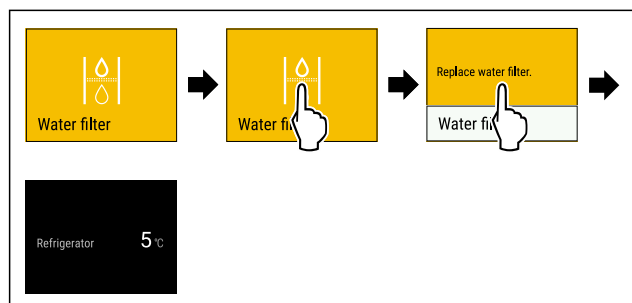 Water filter
Water fi
Replace water filter.
Water fi
Refrigerator 5 °C